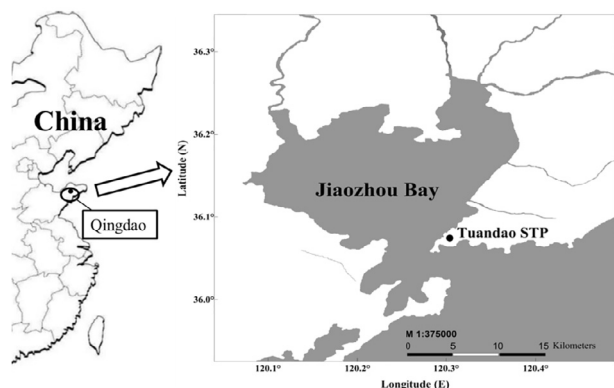 China
Qingdao
36.3°
36.2°
36.1°
36.0°
Latitude (N)
Jiaozhou Bay
Tuandao STP
M 1:375000
0 5 10 15 Kilometers
120.1° 120.2° 120.3° 120.4°
Longitude (E)